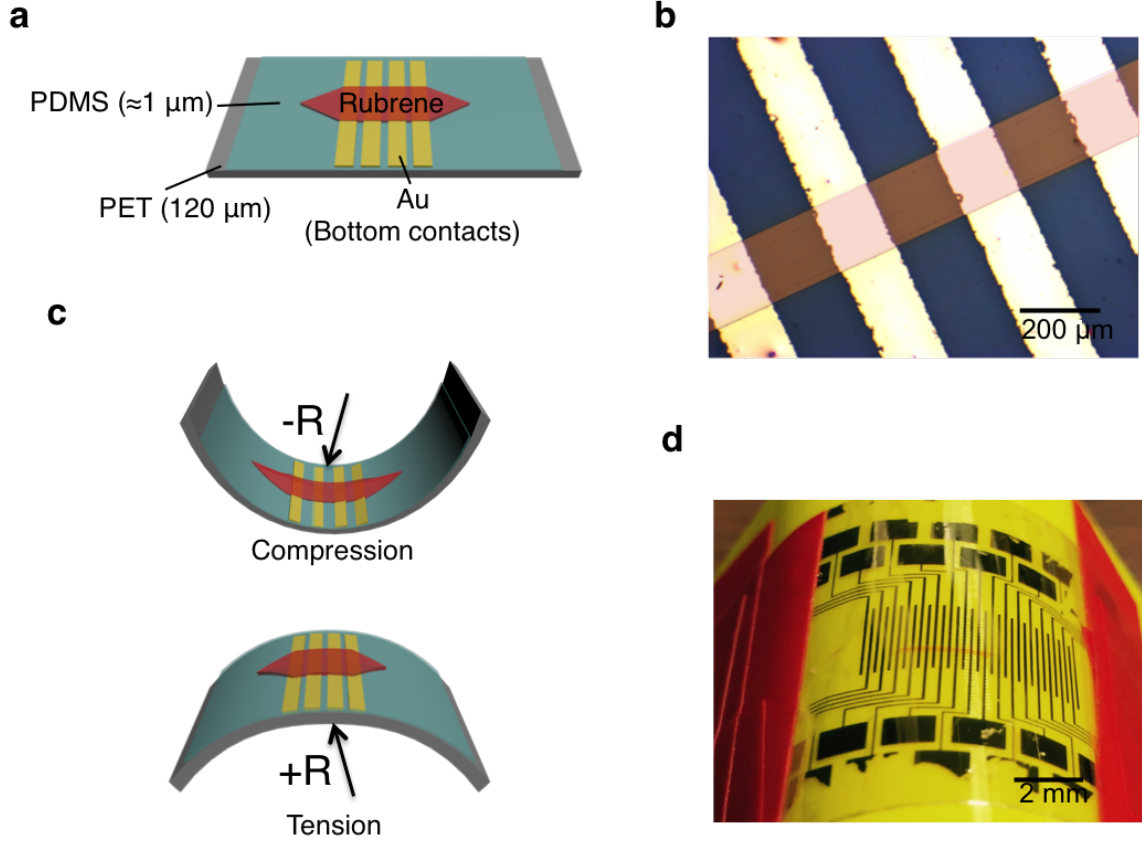 a
PDMS (≈1 µm)
Rubrene
PET (120 µm)
Au
(Bottom contacts)
b
200 µm
c
-R
Compression
+R
Tension
d
2 mm